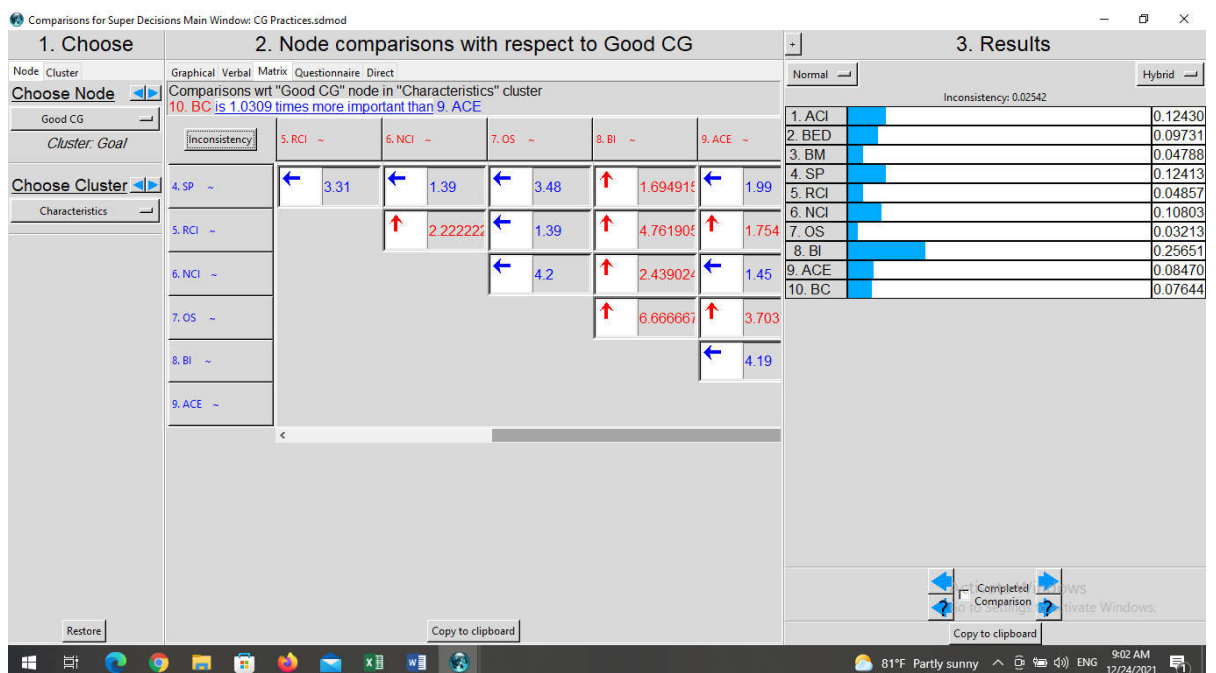 Comparisons for Super Decisions Main Window: CG Practices.sdmod
1. Choose
2. Node comparisons with respect to Good CG
+
3. Results
Node Cluster
Choose Node
Good CG
Cluster: Goal
Choose Cluster
Characteristics
Restore
Graphical Verbal Matrix Questionnaire Direct
Comparisons wrt "Good CG" node in "Characteristics" cluster
10. BC is 1.0309 times more important than 9. ACE
Inconsistency 5. RCI ~ 6. NCI ~ 7. OS ~ 8. BI ~ 9. ACE ~
4. SP ~ 3.31 1.39 3.48 1.694915 1.99
5. RCI ~ 2.222222 1.39 4.761905 1.754
6. NCI ~ 4.2 2.439024 1.45
7. OS ~ 6.666667 3.703
8. BI ~ 4.19
9. ACE ~
<
Copy to clipboard
Normal Hybrid
Inconsistency: 0.02542
1. ACI 0.12430
2. BED 0.09731
3. BM 0.04788
4. SP 0.12413
5. RCI 0.04857
6. NCI 0.10803
7. OS 0.03213
8. BI 0.25651
9. ACE 0.08470
10. BC 0.07644
Completed
Comparison
Copy to clipboard
81°F Partly sunny ENG
9:02 AM
12/24/2021